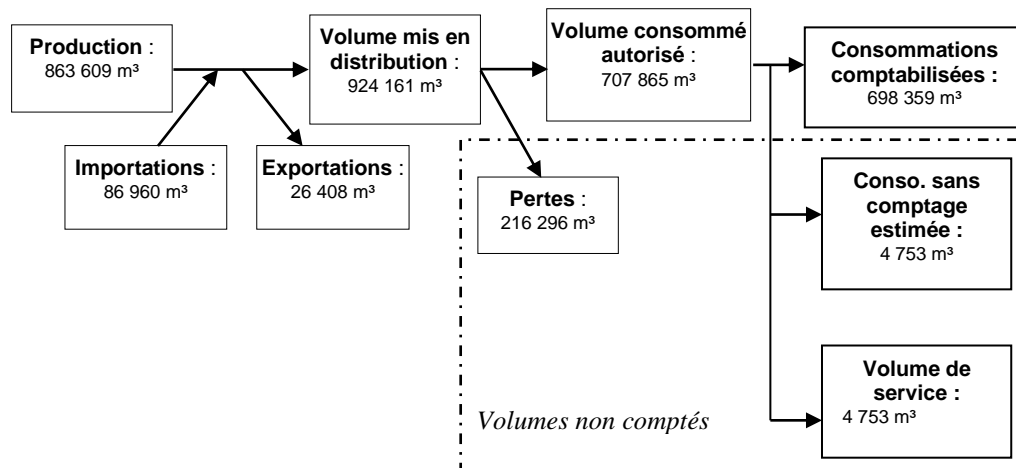 Production :
863 609 m³
Volume mis en
distribution :
924 161 m³
Volume consommé
autorisé :
707 865 m³
Consommations
comptabilisées :
698 359 m³
Importations :
86 960 m³
Exportations :
26 408 m³
Pertes :
216 296 m³
Conso. sans
comptage
estimée :
4 753 m³
Volume de
service :
4 753 m³
Volumes non comptés